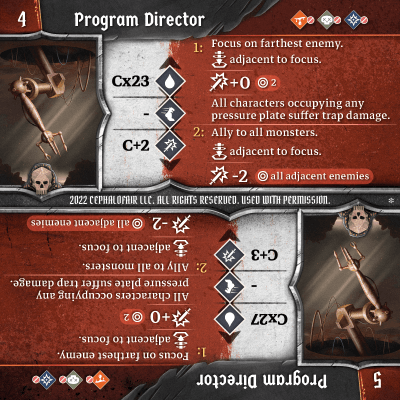 4
Program Director
1: Focus on farthest enemy.
adjacent to focus.
+0 2
All characters occupying any
pressure plate suffer trap damage.
2: Ally to all monsters.
adjacent to focus.
-2 all adjacent enemies
Cx23
-
C+2
2022 CEPHALOFAIR LLC. ALL RIGHTS RESERVED. USED WITH PERMISSION.
5
Program Director
1: Focus on farthest enemy.
+0 2
All characters occupying any
pressure plate suffer trap damage.
2: Ally to all monsters.
adjacent to focus.
-2 all adjacent enemies
Cx27
-
C+3